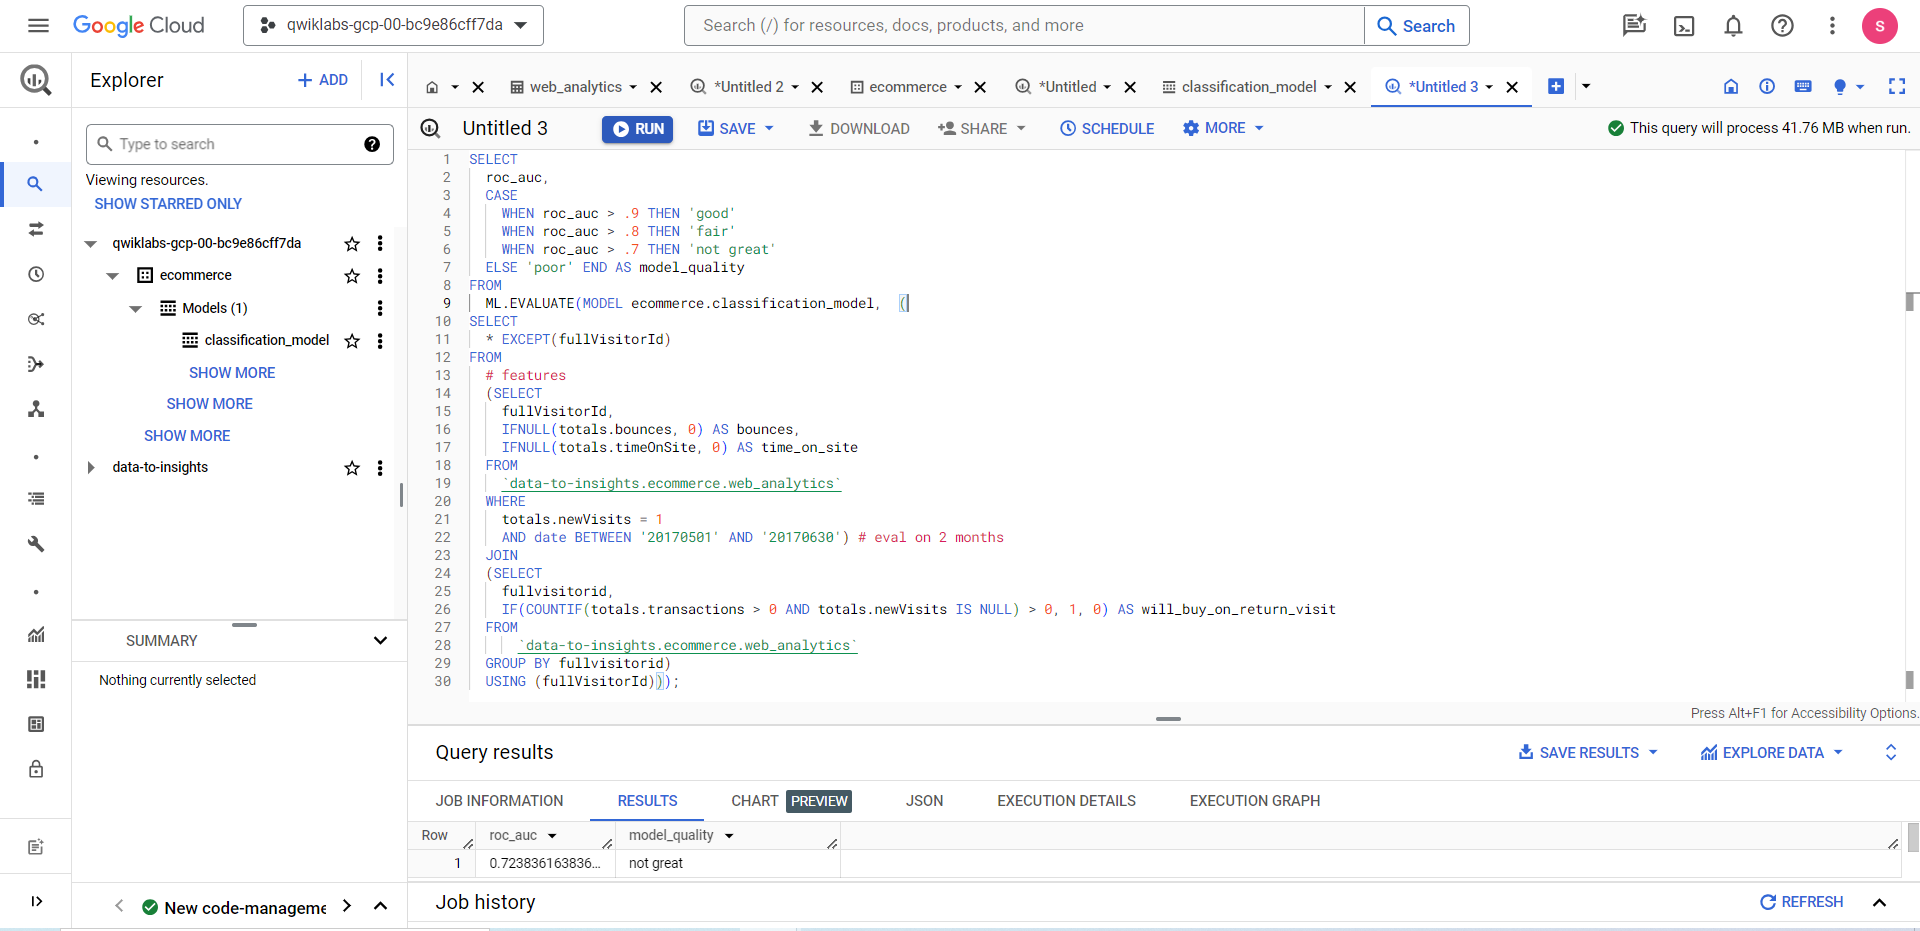 Google Cloud
qwiklabs-gcp-00-bc9e86cff7da
Search (/) for resources, docs, products, and more
Search
S
Explorer
+ ADD
web_analytics
*Untitled 2
ecommerce
*Untitled
classification_model
*Untitled 3
Untitled 3
RUN
SAVE
DOWNLOAD
SHARE
SCHEDULE
MORE
This query will process 41.76 MB when run.
Type to search
Viewing resources.
SHOW STARRED ONLY
qwiklabs-gcp-00-bc9e86cff7da
ecommerce
Models (1)
classification_model
SHOW MORE
SHOW MORE
SHOW MORE
data-to-insights
SUMMARY
Nothing currently selected
New code-manageme
1 SELECT
2 roc_auc,
3 CASE
4 WHEN roc_auc > .9 THEN 'good'
5 WHEN roc_auc > .8 THEN 'fair'
6 WHEN roc_auc > .7 THEN 'not great'
7 ELSE 'poor' END AS model_quality
8 FROM
9 ML.EVALUATE(MODEL ecommerce.classification_model, (
10 SELECT
11 * EXCEPT(fullVisitorId)
12 FROM
13 # features
14 (SELECT
15 fullVisitorId,
16 IFNULL(totals.bounces, 0) AS bounces,
17 IFNULL(totals.timeOnSite, 0) AS time_on_site
18 FROM
19 `data-to-insights.ecommerce.web_analytics`
20 WHERE
21 totals.newVisits = 1
22 AND date BETWEEN '20170501' AND '20170630') # eval on 2 months
23 JOIN
24 (SELECT
25 fullvisitorid,
26 IF(COUNTIF(totals.transactions > 0 AND totals.newVisits IS NULL) > 0, 1, 0) AS will_buy_on_return_visit
27 FROM
28 `data-to-insights.ecommerce.web_analytics`
29 GROUP BY fullvisitorid)
30 USING (fullVisitorId)));
Press Alt+F1 for Accessibility Options.
Query results
SAVE RESULTS
EXPLORE DATA
JOB INFORMATION
RESULTS
CHART PREVIEW
JSON
EXECUTION DETAILS
EXECUTION GRAPH
Row roc_auc model_quality
1 0.723836163836... not great
Job history
REFRESH